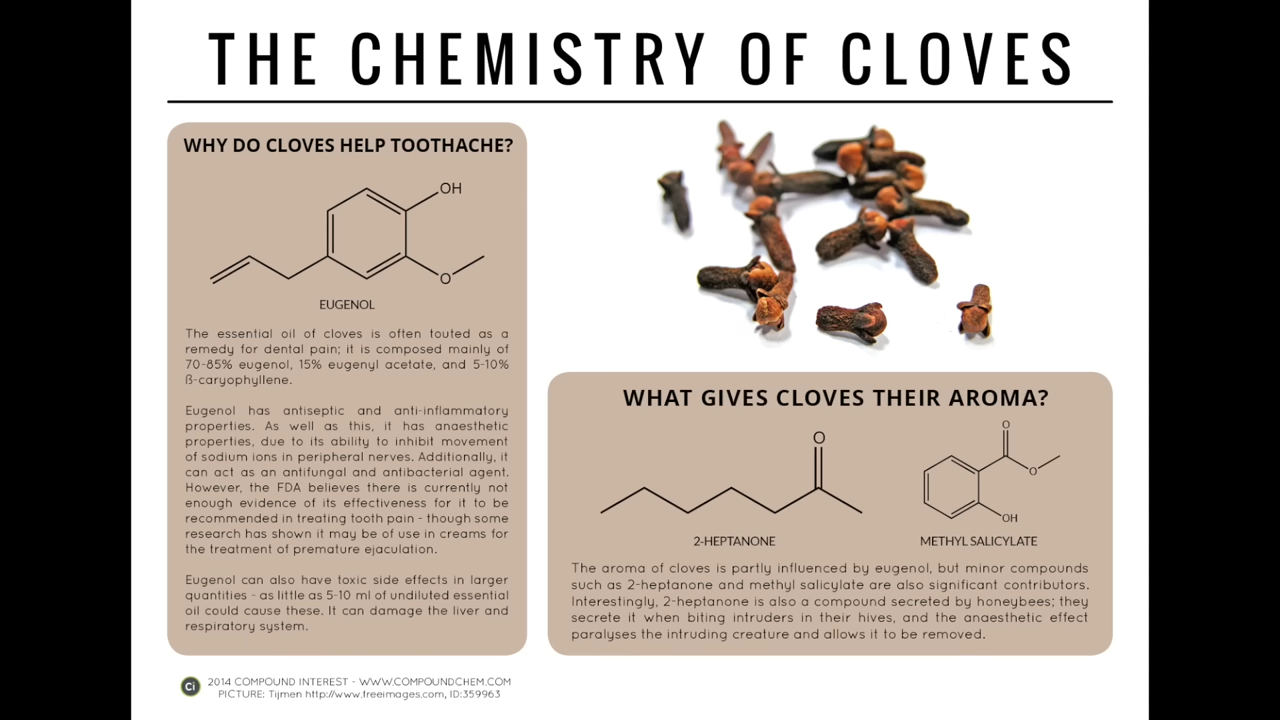 THE CHEMISTRY OF CLOVES
WHY DO CLOVES HELP TOOTHACHE?
OH
O
EUGENOL
The essential oil of cloves is often touted as a
remedy for dental pain; it is composed mainly of
70-85% eugenol, 15% eugenyl acetate, and 5-10%
ß-caryophyllene.
Eugenol has antiseptic and anti-inflammatory
properties. As well as this, it has anaesthetic
properties, due to its ability to inhibit movement
of sodium ions in peripheral nerves. Additionally, it
can act as an antifungal and antibacterial agent.
However, the FDA believes there is currently not
enough evidence of its effectiveness for it to be
recommended in treating tooth pain - though some
research has shown it may be of use in creams for
the treatment of premature ejaculation.
Eugenol can also have toxic side effects in larger
quantities - as little as 5-10 ml of undiluted essential
oil could cause these. It can damage the liver and
respiratory system.
WHAT GIVES CLOVES THEIR AROMA?
O
O
O
OH
2-HEPTANONE
METHYL SALICYLATE
The aroma of cloves is partly influenced by eugenol, but minor compounds
such as 2-heptanone and methyl salicylate are also significant contributors.
Interestingly, 2-heptanone is also a compound secreted by honeybees; they
secrete it when biting intruders in their hives, and the anaesthetic effect
paralyses the intruding creature and allows it to be removed.
Ci
2014 COMPOUND INTEREST - WWW.COMPOUNDCHEM.COM
PICTURE: Tijmen http://www.freeimages.com, ID:359963